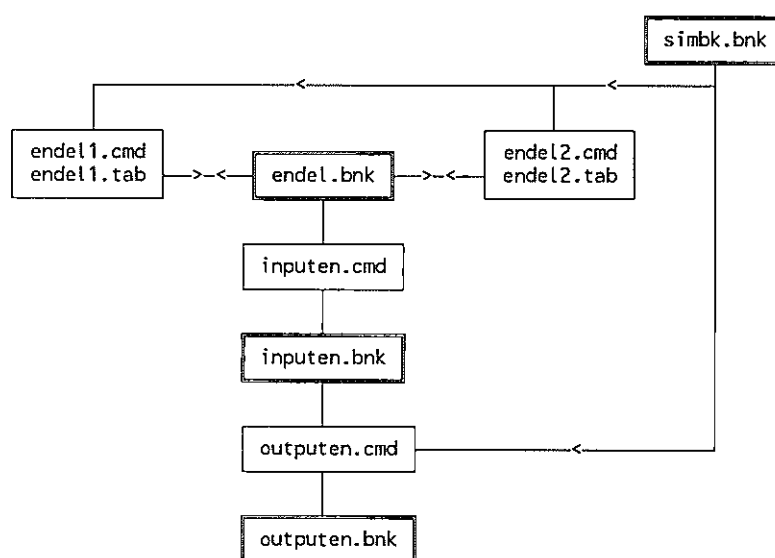 simbk.bnk
endel1.cmd
endel1.tab
endel.bnk
endel2.cmd
endel2.tab
inputen.cmd
inputen.bnk
outputen.cmd
outputen.bnk